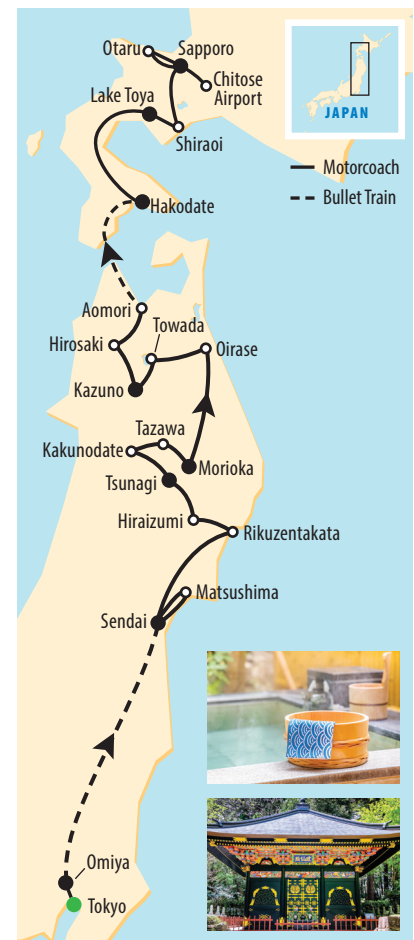 Otaru
Sapporo
Chitose
Airport
Lake Toya
Shiraoi
JAPAN
Motorcoach
Bullet Train
Hakodate
Aomori
Towada
Hirosaki
Oirase
Kazuno
Tazawa
Kakunodate
Morioka
Tsunagi
Hiraizumi
Rikuzentakata
Matsushima
Sendai
Omiya
Tokyo